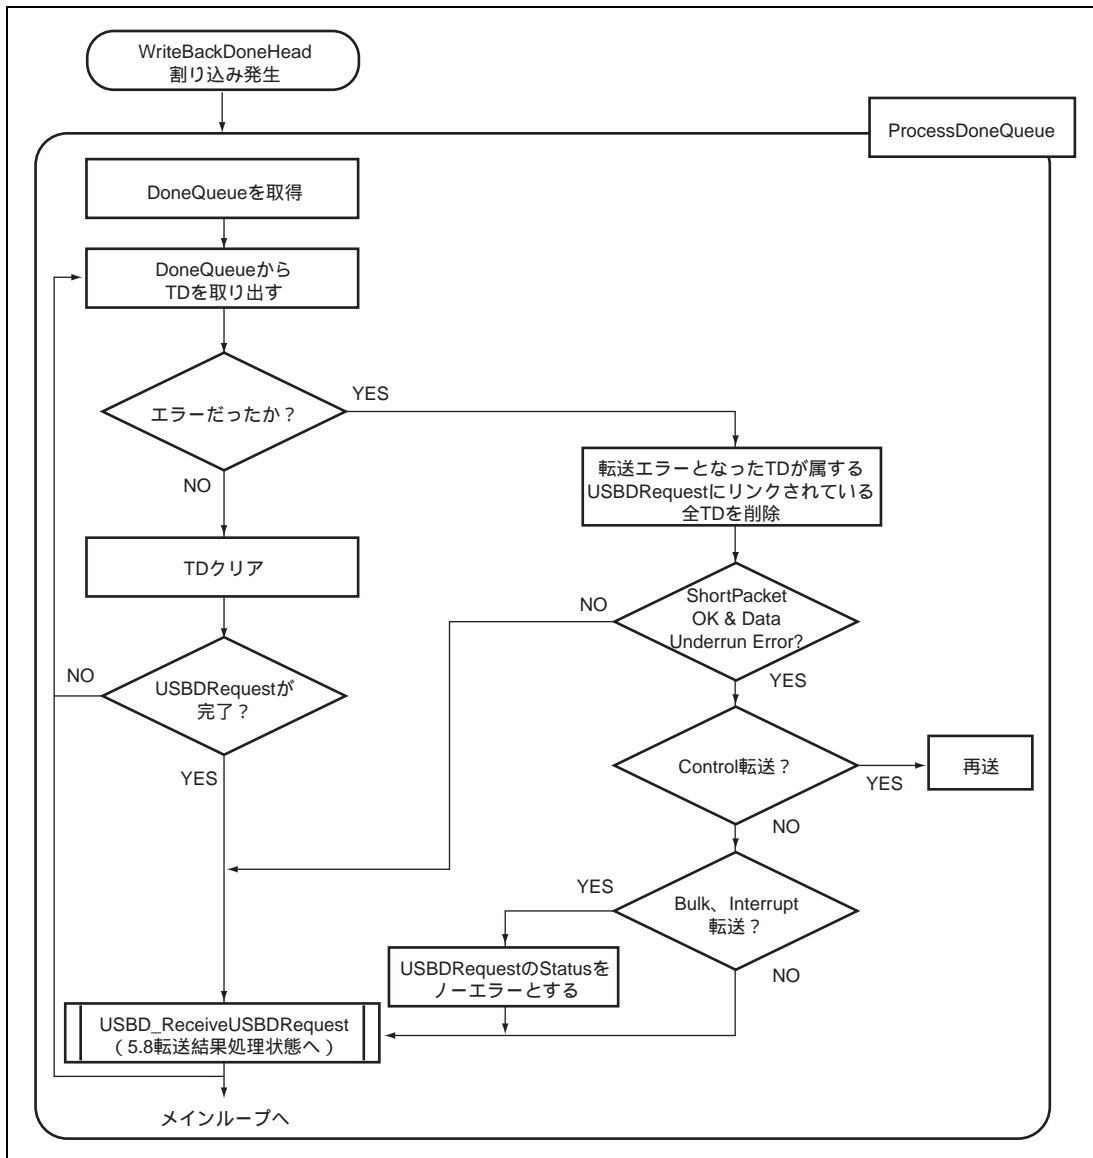 WriteBackDoneHead
割り込み発生
ProcessDoneQueue
DoneQueueを取得
DoneQueueから
TDを取り出す
エラーだったか？
YES
NO
転送エラーとなったTDが属する
USBDRequestにリンクされている
全TDを削除
TDクリア
ShortPacket
OK & Data
Underrun Error?
NO
YES
USBDRequestが
完了？
NO
YES
Control転送？
YES
再送
NO
Bulk、Interrupt
転送？
YES
NO
USBDRequestのStatusを
ノーエラーとする
USBD_ReceiveUSBDRequest
（5.8転送結果処理状態へ）
メインループへ